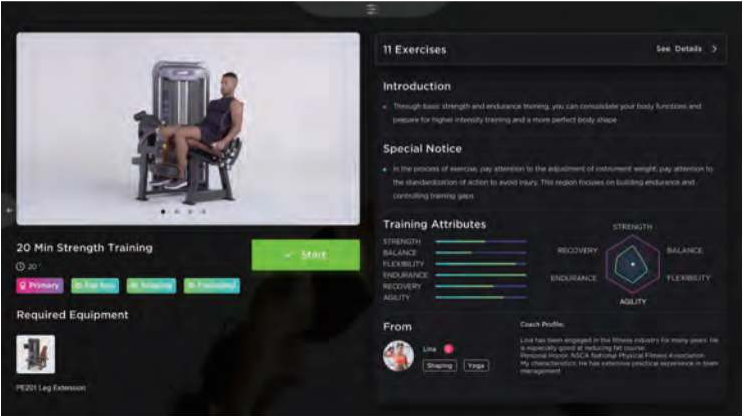 11 Exercises
See Details
Introduction
Through basic strength and endurance training, you can consolidate your body functions and
prepare for higher intensity training and a more perfect body shape
Special Notice
In the process of exercise, pay attention to the adjustment of instrument weight, pay attention to
the standardization of action to avoid injury. This region focuses on building endurance and
controlling training gaps
20 Min Strength Training
Start
20 '
Primary
Shaping
Required Equipment
PE201 Leg Extension
Training Attributes
STRENGTH
BALANCE
FLEXIBILITY
ENDURANCE
RECOVERY
AGILITY
STRENGTH
RECOVERY
BALANCE
ENDURANCE
FLEXIBILITY
AGILITY
From
Lina
Shaping
Yoga
Coach Profile:
Lina has been engaged in the fitness industry for many years. He
is especially good at reducing fat course.
Personal Honor: NSCA National Physical Fitness Association
My characteristics: He has extensive practical experience in team
management